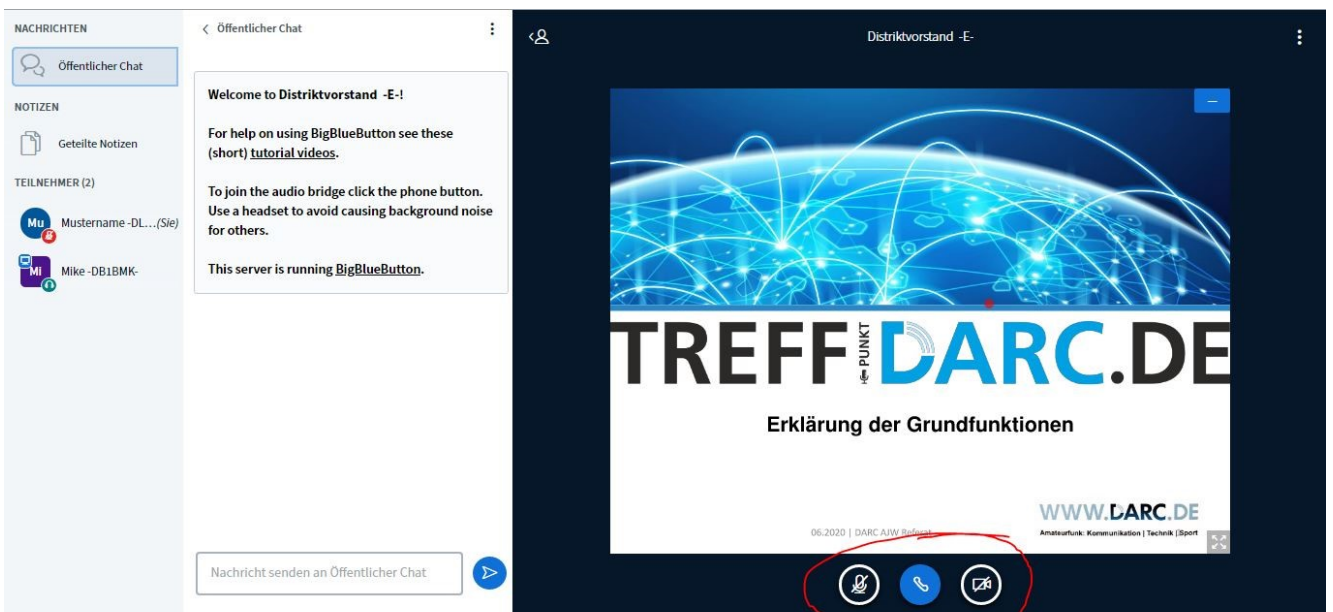 NACHRICHTEN
Öffentlicher Chat
NOTIZEN
Geteilte Notizen
TEILNEHMER (2)
Mu
Mustername -DL...(Sie)
Mi
Mike -DB1BMK-
Öffentlicher Chat
Welcome to Distriktvorstand -E-!
For help on using BigBlueButton see these
(short) tutorial videos.
To join the audio bridge click the phone button.
Use a headset to avoid causing background noise
for others.
This server is running BigBlueButton.
Nachricht senden an Öffentlicher Chat
Distriktvorstand -E-
TREFF PUNKT DARC.DE
Erklärung der Grundfunktionen
WWW.DARC.DE
Amateurfunk: Kommunikation | Technik | Sport
06.2020 | DARC AJW Referat